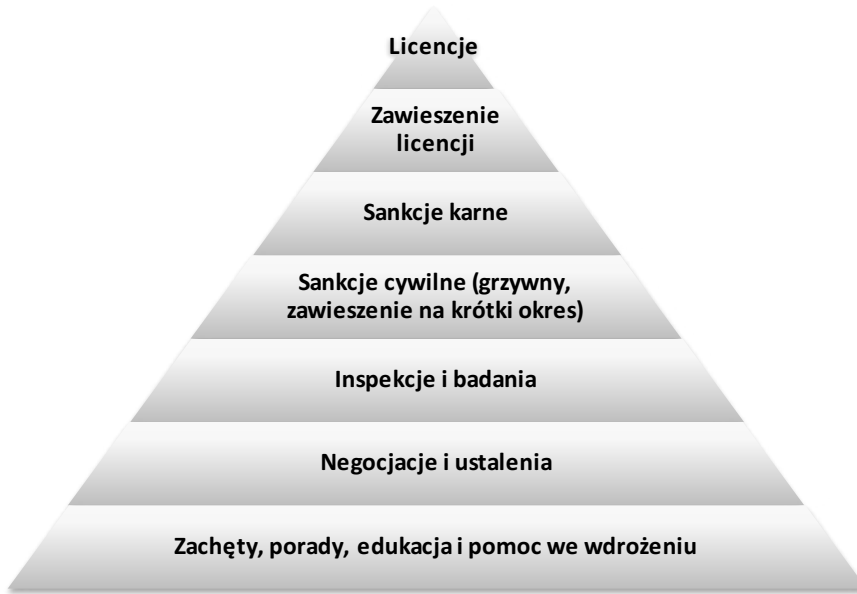 Licencje
Zawieszenie
licencji
Sankcje karne
Sankcje cywilne (grzywny,
zawieszenie na krótki okres)
Inspekcje i badania
Negocjacje i ustalenia
Zachęty, porady, edukacja i pomoc we wdrożeniu